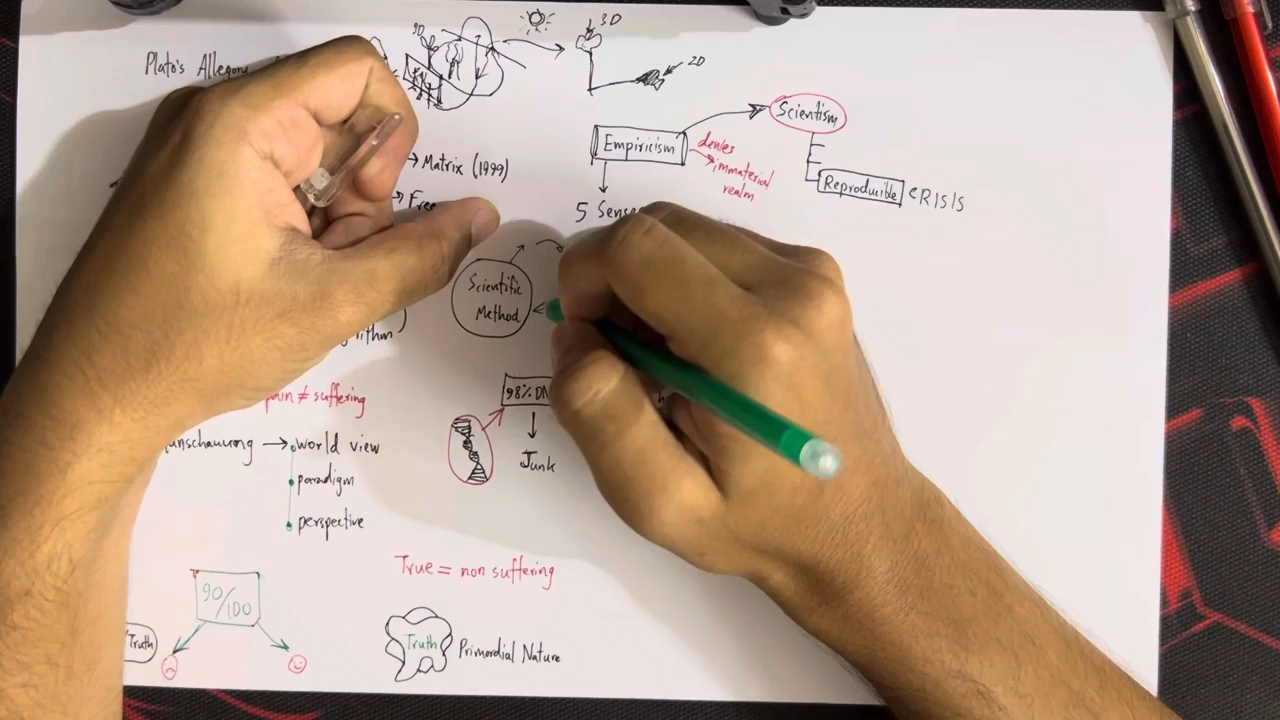 Plato's Allegory
3D
2D
Scientism
Empiricism
denies
immaterial
realm
Reproducible CRISIS
Matrix (1999)
5
Scientific
Method
pain ≠ suffering
98%
Junk
world view
paradigm
perspective
True = non suffering
90/100
Truth
Truth
Primordial Nature